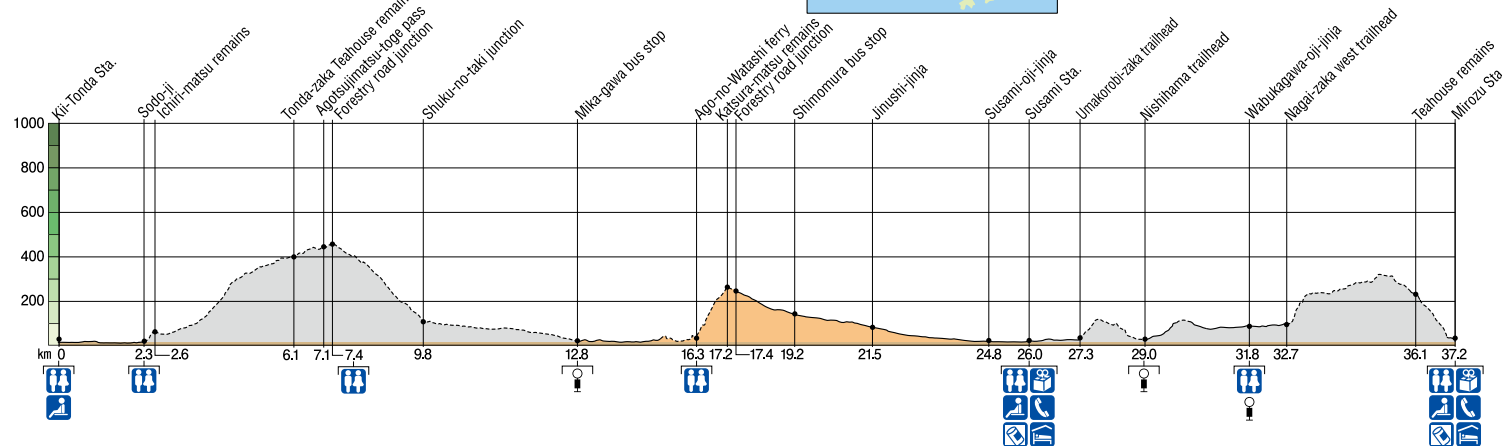 Kii-Tonda Sta.
Sodo-ji
Ichiri-matsu remains
Tonda-zaka Teahouse remain
Agotsujimatsu-toge pass
Forestry road junction
Shuku-no-taki junction
Mika-gawa bus stop
Ago-no-Watashi ferry
Katsura-matsu remains
Forestry road junction
Shimomura bus stop
Jinushi-jinja
Susami-oji-jinja
Susami Sta.
Umakorobi-zaka trailhead
Nishihama trailhead
Wabukagawa-oji-jinja
Nagai-zaka west trailhead
Teahouse remains
Mirozu Sta
1000
800
600
400
200
km 0 2.3 2.6 6.1 7.1 7.4 9.8 12.8 16.3 17.2 17.4 19.2 21.5 24.8 26.0 27.3 29.0 31.8 32.7 36.1 37.2